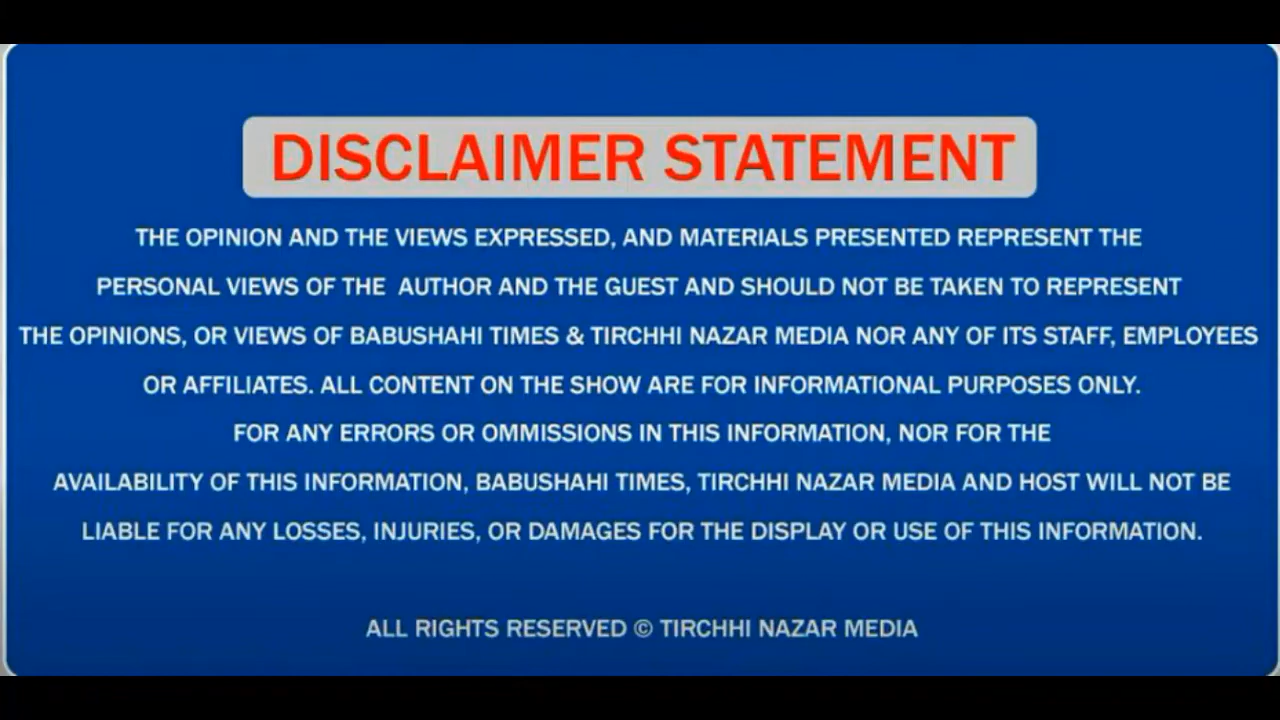 DISCLAIMER STATEMENT
THE OPINION AND THE VIEWS EXPRESSED, AND MATERIALS PRESENTED REPRESENT THE
PERSONAL VIEWS OF THE AUTHOR AND THE GUEST AND SHOULD NOT BE TAKEN TO REPRESENT
THE OPINIONS, OR VIEWS OF BABUSHAHI TIMES & TIRCHHI NAZAR MEDIA NOR ANY OF ITS STAFF, EMPLOYEES
OR AFFILIATES. ALL CONTENT ON THE SHOW ARE FOR INFORMATIONAL PURPOSES ONLY.
FOR ANY ERRORS OR OMMISSIONS IN THIS INFORMATION, NOR FOR THE
AVAILABILITY OF THIS INFORMATION, BABUSHAHI TIMES, TIRCHHI NAZAR MEDIA AND HOST WILL NOT BE
LIABLE FOR ANY LOSSES, INJURIES, OR DAMAGES FOR THE DISPLAY OR USE OF THIS INFORMATION.
ALL RIGHTS RESERVED © TIRCHHI NAZAR MEDIA